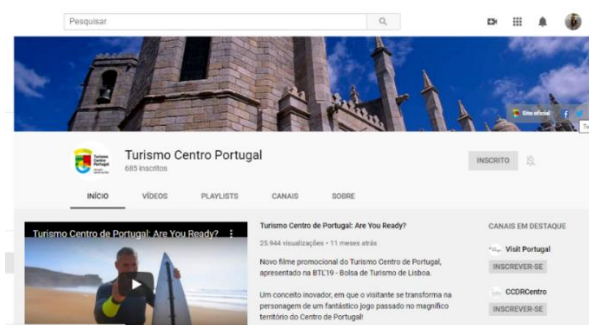 Pesquisar
Site oficial
Turismo Centro Portugal
685 inscritos
INSCRITO
INÍCIO VÍDEOS PLAYLISTS CANAIS SOBRE
Turismo Centro de Portugal: Are You Ready?
Turismo Centro de Portugal: Are You Ready?
25.944 visualizações • 11 meses atrás
Novo filme promocional do Turismo Centro de Portugal,
apresentado na BTL'19 - Bolsa de Turismo de Lisboa.
Um conceito inovador, em que o visitante se transforma na
personagem de um fantástico jogo passado no magnífico
território do Centro de Portugal!
CANAIS EM DESTAQUE
Visit Portugal
INSCREVER-SE
CCDRCentro
INSCREVER-SE